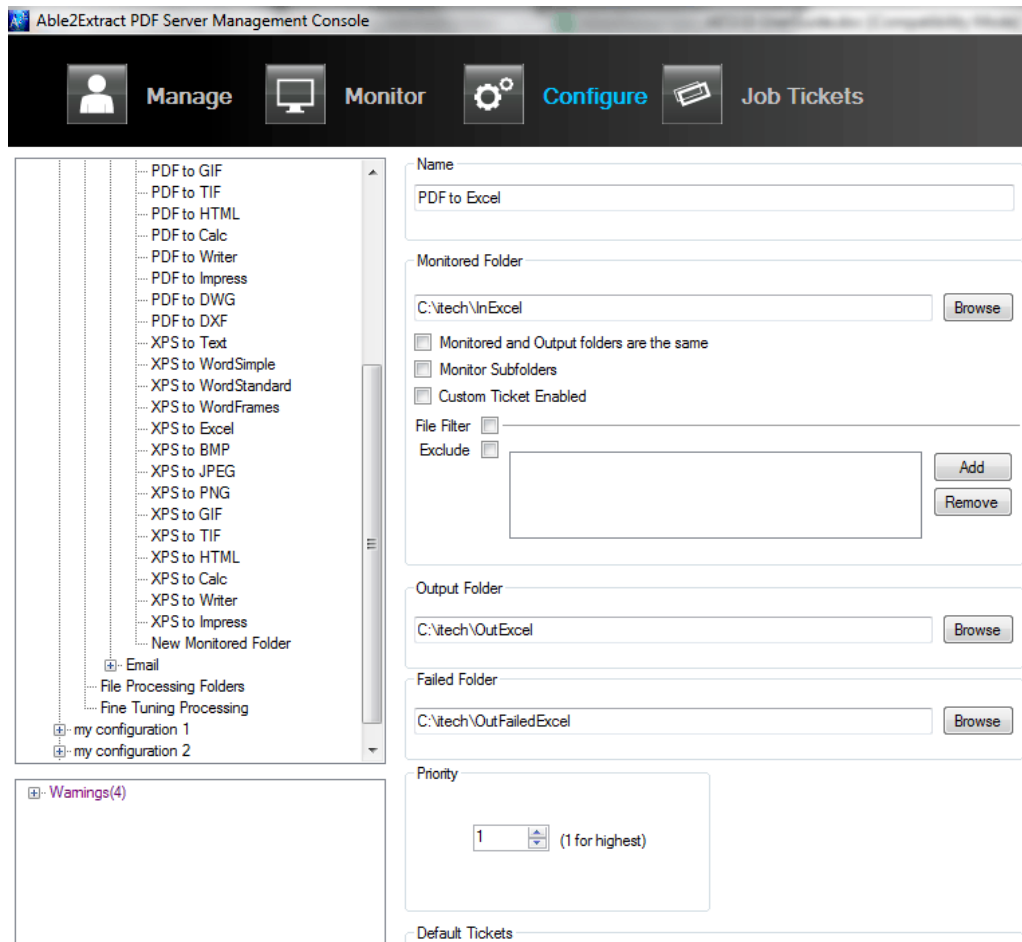 Able2Extract PDF Server Management Console
Manage
Monitor
Configure
Job Tickets
PDF to GIF
PDF to TIF
PDF to HTML
PDF to Calc
PDF to Writer
PDF to Impress
PDF to DWG
PDF to DXF
XPS to Text
XPS to WordSimple
XPS to WordStandard
XPS to WordFrames
XPS to Excel
XPS to BMP
XPS to JPEG
XPS to PNG
XPS to GIF
XPS to TIF
XPS to HTML
XPS to Calc
XPS to Writer
XPS to Impress
New Monitored Folder
Email
File Processing Folders
Fine Tuning Processing
my configuration 1
my configuration 2
Warnings(4)
Name
PDF to Excel
Monitored Folder
C:\itech\InExcel
Browse
Monitored and Output folders are the same
Monitor Subfolders
Custom Ticket Enabled
File Filter
Exclude
Add
Remove
Output Folder
C:\itech\OutExcel
Browse
Failed Folder
C:\itech\OutFailedExcel
Browse
Priority
1
(1 for highest)
Default Tickets